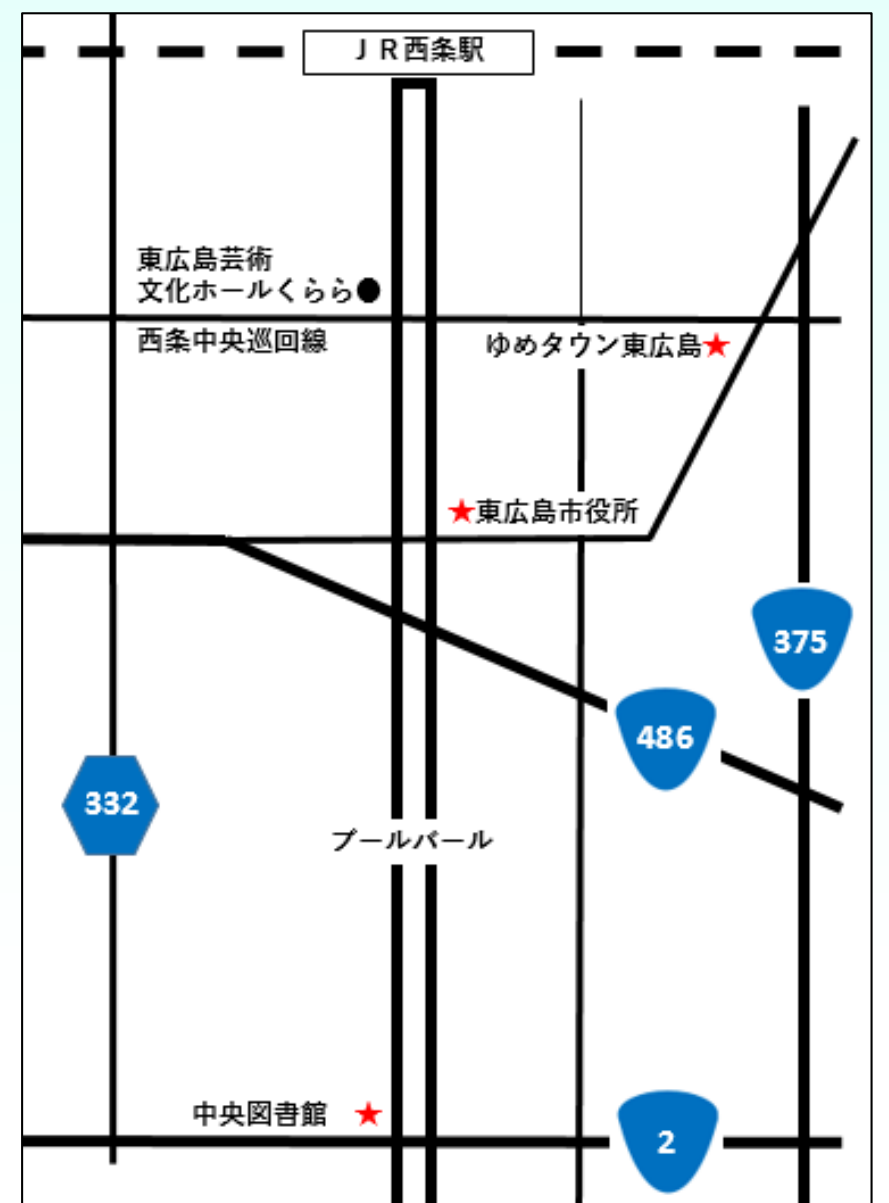 ＪＲ西条駅
東広島芸術
文化ホールくらら●
西条中央巡回線
ゆめタウン東広島★
★東広島市役所
375
486
332
ブールバール
中央図書館　★
2